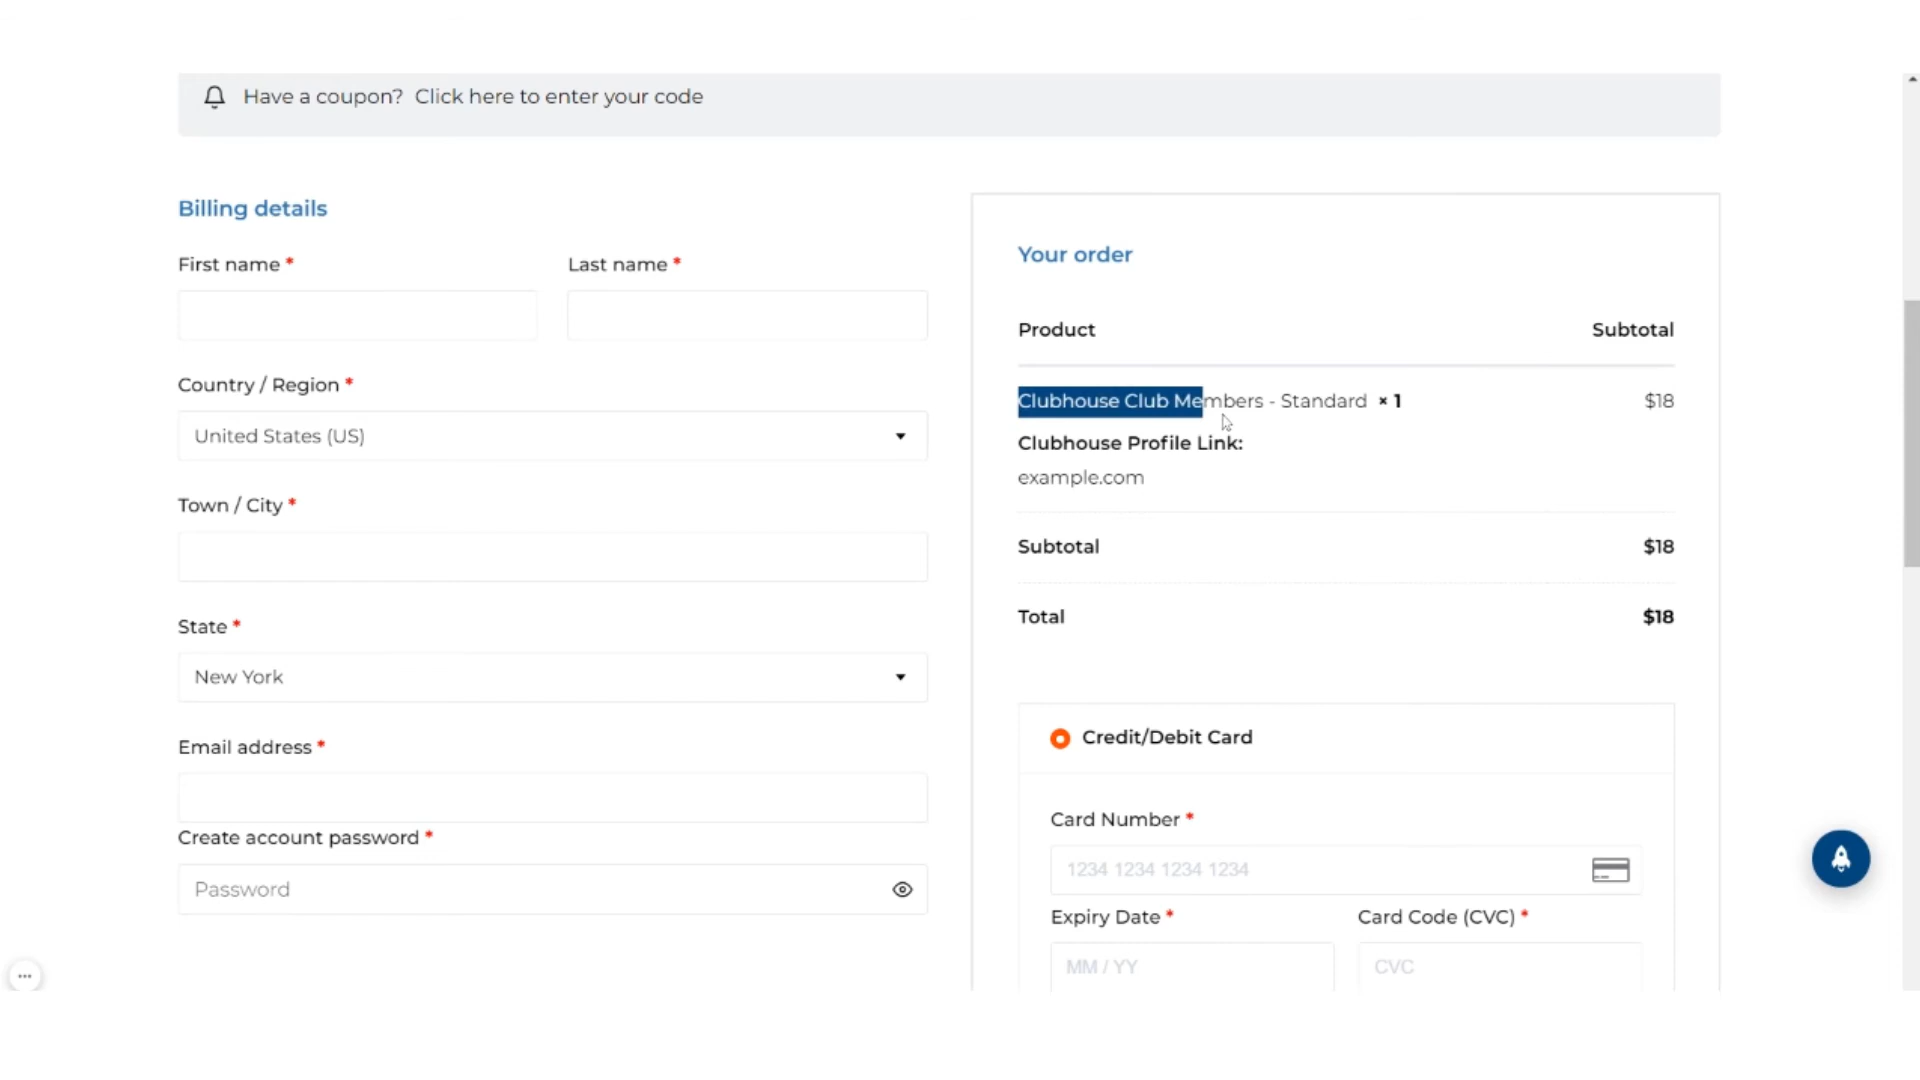 Have a coupon? Click here to enter your code
Billing details
First name *
Last name *
Country / Region *
United States (US)
Town / City *
State *
New York
Email address *
Create account password *
Password
Your order
Product Subtotal
Clubhouse Club Members - Standard × 1 $18
Clubhouse Profile Link:
example.com
Subtotal $18
Total $18
Credit/Debit Card
Card Number *
1234 1234 1234 1234
Expiry Date *
Card Code (CVC) *
MM / YY
CVC